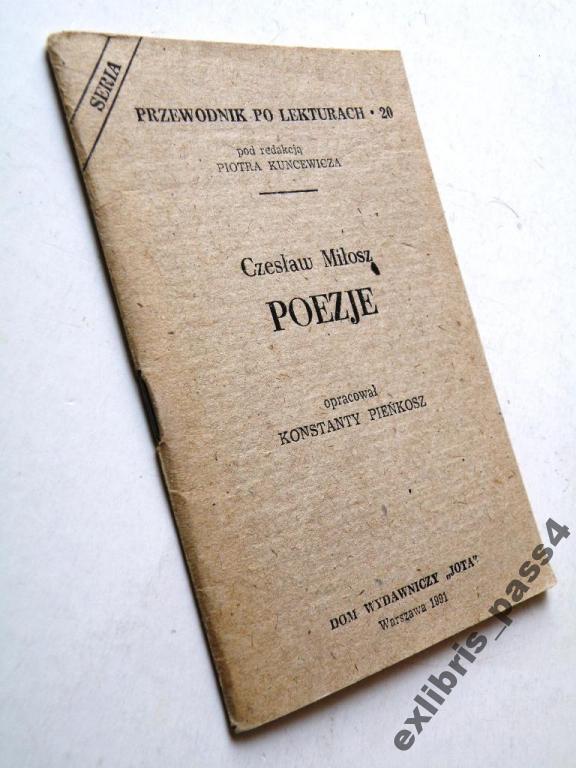 SERIA
PRZEWODNIK PO LEKTURACH • 20
pod redakcją
PIOTRA KUNCEWICZA
Czesław Miłosz
POEZJE
opracował
KONSTANTY PIEŃKOSZ
DOM WYDAWNICZY „JOTA”
Warszawa 1991
exlibris_pass4